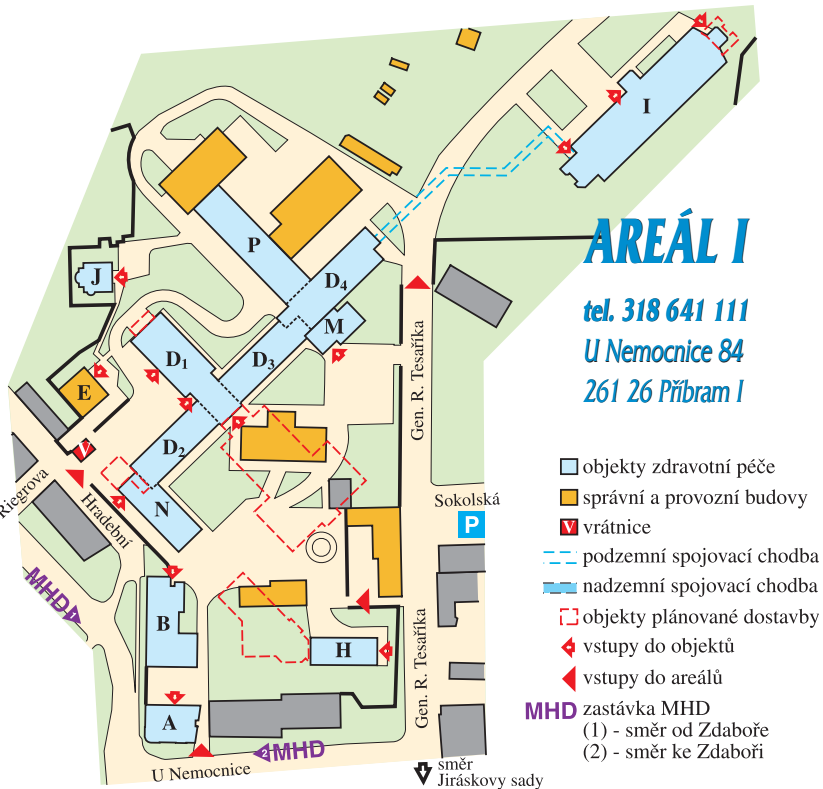 I
AREÁL I
tel. 318 641 111
U Nemocnice 84
261 26 Příbram I
P
D4
J
M
D1
D3
E
D2
V
N
Gen. R. Tesaříka
Riegrova
Hradební
Sokolská
P
MHD 1
B
H
A
Gen. R. Tesaříka
U Nemocnice
2 MHD
směr
Jiráskovy sady
objekty zdravotní péče
správní a provozní budovy
V vrátnice
podzemní spojovací chodba
nadzemní spojovací chodba
objekty plánované dostavby
vstupy do objektů
vstupy do areálů
MHD zastávka MHD
(1) - směr od Zdaboře
(2) - směr ke Zdaboři